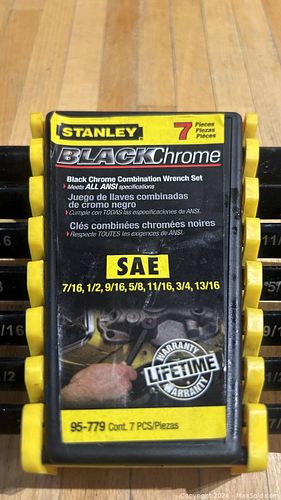 STANLEY
7 Pieces
Piezas
Pièces
BLACKChrome
Black Chrome Combination Wrench Set
Meets ALL ANSI specifications
Juego de llaves combinadas
de cromo negro
Cumple con TODAS las especificaciones de ANSI.
Clés combinées chromées noires
Respecte TOUTES les exigences de ANSI.
SAE
7/16, 1/2, 9/16, 5/8, 11/16, 3/4, 13/16
WARRANTY
LIFETIME
WARRANTY
95-779 Cont. 7 PCS/Piezas
Copyright 2024 - MaxSold.com